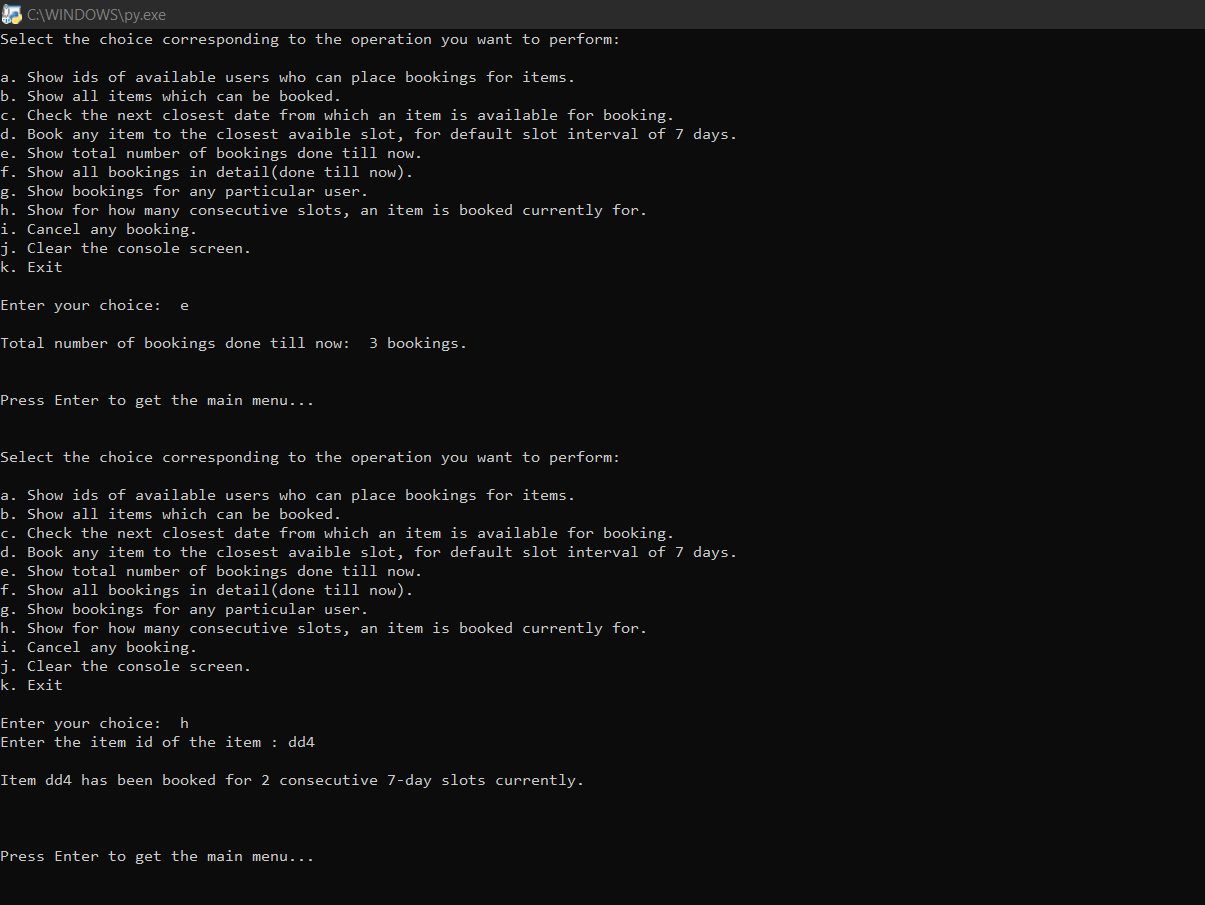 C:\WINDOWS\py.exe
Select the choice corresponding to the operation you want to perform:
a. Show ids of available users who can place bookings for items.
b. Show all items which can be booked.
c. Check the next closest date from which an item is available for booking.
d. Book any item to the closest avaible slot, for default slot interval of 7 days.
e. Show total number of bookings done till now.
f. Show all bookings in detail(done till now).
g. Show bookings for any particular user.
h. Show for how many consecutive slots, an item is booked currently for.
i. Cancel any booking.
j. Clear the console screen.
k. Exit
Enter your choice:  e
Total number of bookings done till now:  3 bookings.
Press Enter to get the main menu...
Select the choice corresponding to the operation you want to perform:
a. Show ids of available users who can place bookings for items.
b. Show all items which can be booked.
c. Check the next closest date from which an item is available for booking.
d. Book any item to the closest avaible slot, for default slot interval of 7 days.
e. Show total number of bookings done till now.
f. Show all bookings in detail(done till now).
g. Show bookings for any particular user.
h. Show for how many consecutive slots, an item is booked currently for.
i. Cancel any booking.
j. Clear the console screen.
k. Exit
Enter your choice:  h
Enter the item id of the item : dd4
Item dd4 has been booked for 2 consecutive 7-day slots currently.
Press Enter to get the main menu...